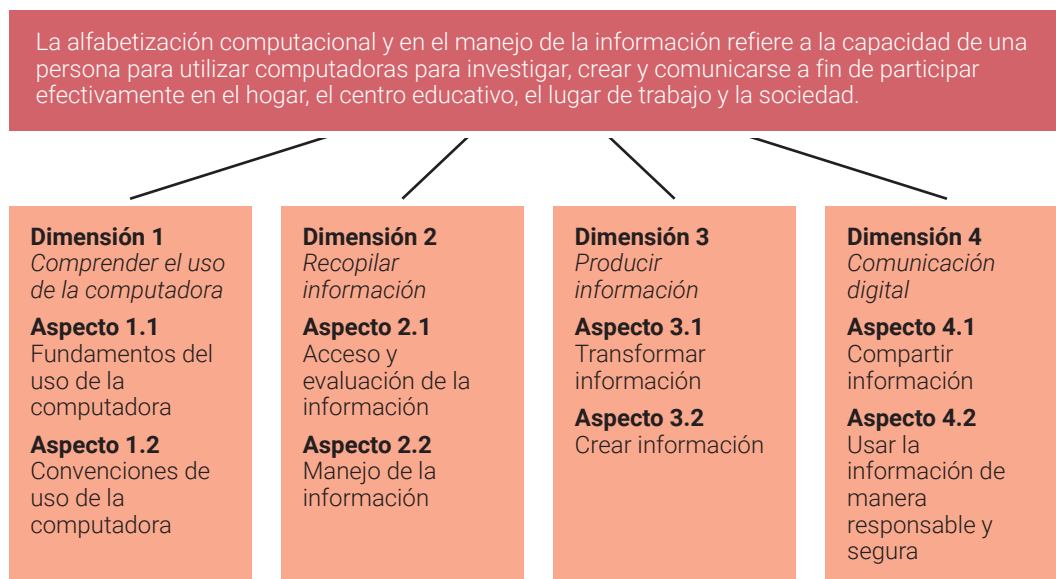 La alfabetización computacional y en el manejo de la información refiere a la capacidad de una
persona para utilizar computadoras para investigar, crear y comunicarse a fin de participar
efectivamente en el hogar, el centro educativo, el lugar de trabajo y la sociedad.
Dimensión 1
Comprender el uso
de la computadora
Aspecto 1.1
Fundamentos del
uso de la
computadora
Aspecto 1.2
Convenciones de
uso de la
computadora
Dimensión 2
Recopilar
información
Aspecto 2.1
Acceso y
evaluación de la
información
Aspecto 2.2
Manejo de la
información
Dimensión 3
Producir
información
Aspecto 3.1
Transformar
información
Aspecto 3.2
Crear información
Dimensión 4
Comunicación
digital
Aspecto 4.1
Compartir
información
Aspecto 4.2
Usar la
información de
manera
responsable y
segura